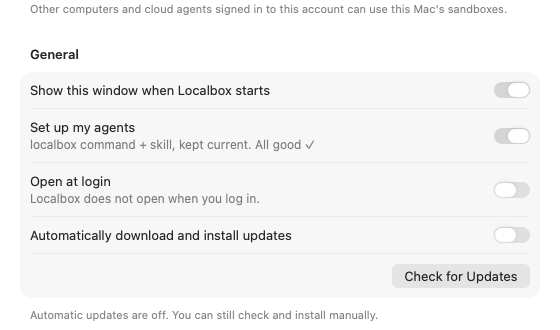 Other computers and cloud agents signed in to this account can use this Mac's sandboxes.
General
Show this window when Localbox starts
Set up my agents
localbox command + skill, kept current. All good ✓
Open at login
Localbox does not open when you log in.
Automatically download and install updates
Check for Updates
Automatic updates are off. You can still check and install manually.